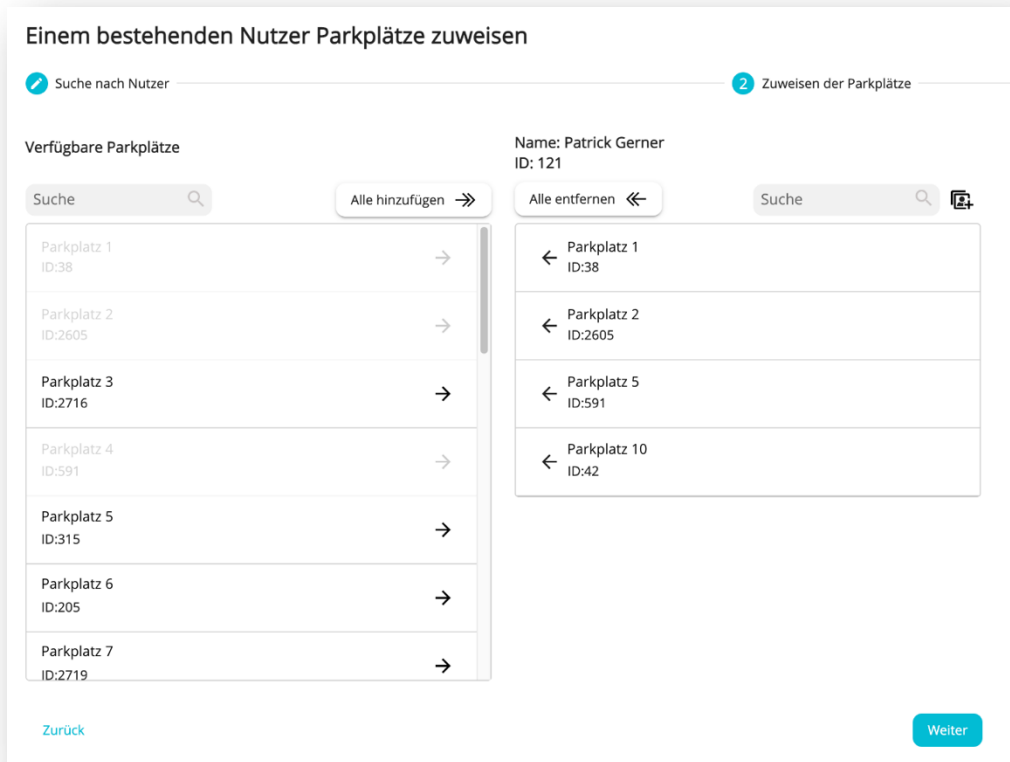 Einem bestehenden Nutzer Parkplätze zuweisen
Suche nach Nutzer
2 Zuweisen der Parkplätze
Verfügbare Parkplätze
Suche
Alle hinzufügen
Parkplatz 1
ID:38
Parkplatz 2
ID:2605
Parkplatz 3
ID:2716
Parkplatz 4
ID:591
Parkplatz 5
ID:315
Parkplatz 6
ID:205
Parkplatz 7
ID:2719
Name: Patrick Gerner
ID: 121
Alle entfernen
Suche
Parkplatz 1
ID:38
Parkplatz 2
ID:2605
Parkplatz 5
ID:591
Parkplatz 10
ID:42
Zurück
Weiter